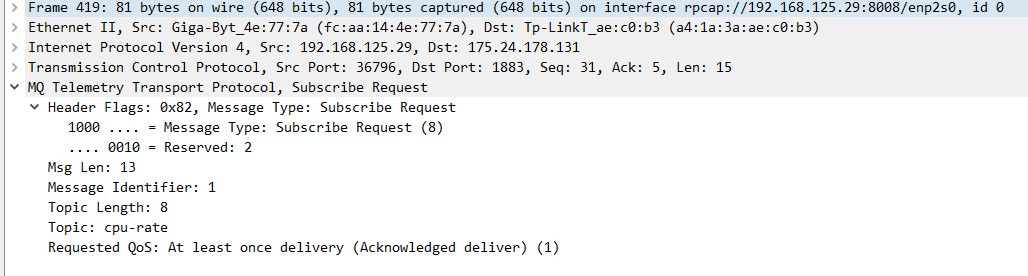 Frame 419: 81 bytes on wire (648 bits), 81 bytes captured (648 bits) on interface rpcap://192.168.125.29:8008/enp2s0, id 0
Ethernet II, Src: Giga-Byt_4e:77:7a (fc:aa:14:4e:77:7a), Dst: Tp-LinkT_ae:c0:b3 (a4:1a:3a:ae:c0:b3)
Internet Protocol Version 4, Src: 192.168.125.29, Dst: 175.24.178.131
Transmission Control Protocol, Src Port: 36796, Dst Port: 1883, Seq: 31, Ack: 5, Len: 15
MQ Telemetry Transport Protocol, Subscribe Request
Header Flags: 0x82, Message Type: Subscribe Request
1000 .... = Message Type: Subscribe Request (8)
.... 0010 = Reserved: 2
Msg Len: 13
Message Identifier: 1
Topic Length: 8
Topic: cpu-rate
Requested QoS: At least once delivery (Acknowledged deliver) (1)